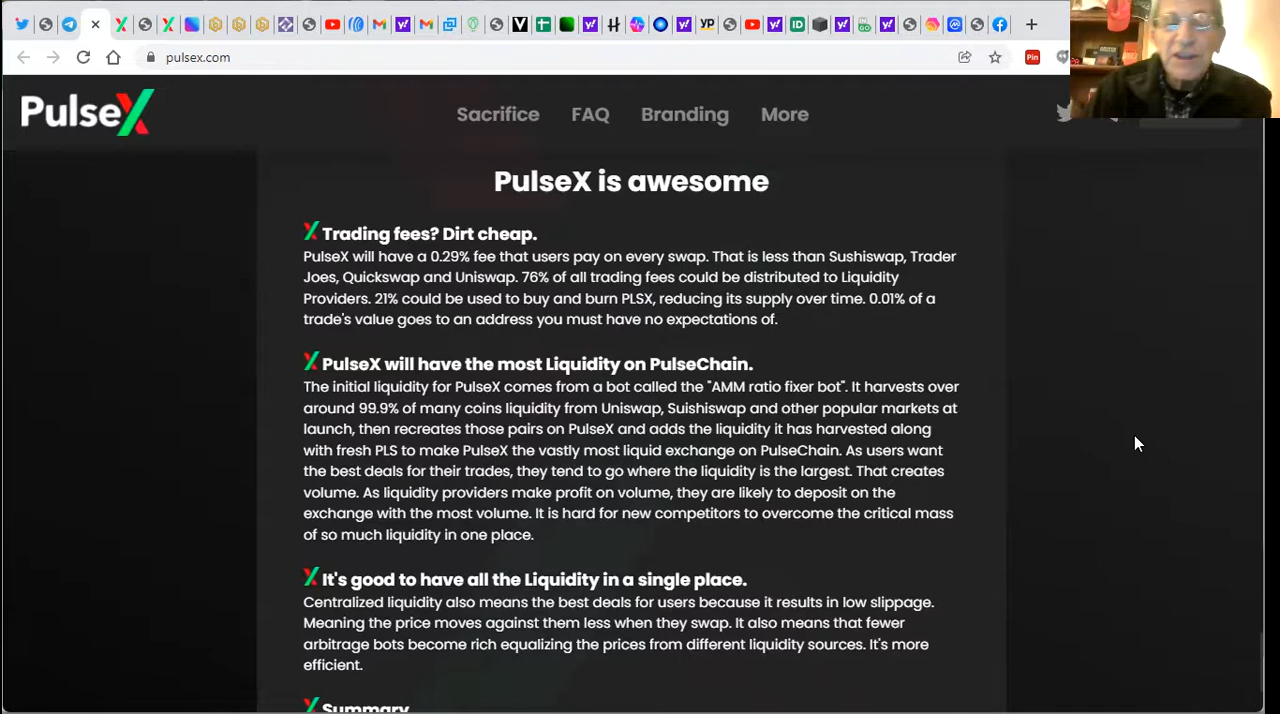 pulsex.com
Pin
PulseX
Sacrifice FAQ Branding More
PulseX is awesome
Trading fees? Dirt cheap.
PulseX will have a 0.29% fee that users pay on every swap. That is less than Sushiswap, Trader
Joes, Quickswap and Uniswap. 76% of all trading fees could be distributed to Liquidity
Providers. 21% could be used to buy and burn PLSX, reducing its supply over time. 0.01% of a
trade's value goes to an address you must have no expectations of.
PulseX will have the most Liquidity on PulseChain.
The initial liquidity for PulseX comes from a bot called the "AMM ratio fixer bot". It harvests over
around 99.9% of many coins liquidity from Uniswap, Suishiswap and other popular markets at
launch, then recreates those pairs on PulseX and adds the liquidity it has harvested along
with fresh PLS to make PulseX the vastly most liquid exchange on PulseChain. As users want
the best deals for their trades, they tend to go where the liquidity is the largest. That creates
volume. As liquidity providers make profit on volume, they are likely to deposit on the
exchange with the most volume. It is hard for new competitors to overcome the critical mass
of so much liquidity in one place.
It's good to have all the Liquidity in a single place.
Centralized liquidity also means the best deals for users because it results in low slippage.
Meaning the price moves against them less when they swap. It also means that fewer
arbitrage bots become rich equalizing the prices from different liquidity sources. It's more
efficient.
Summary